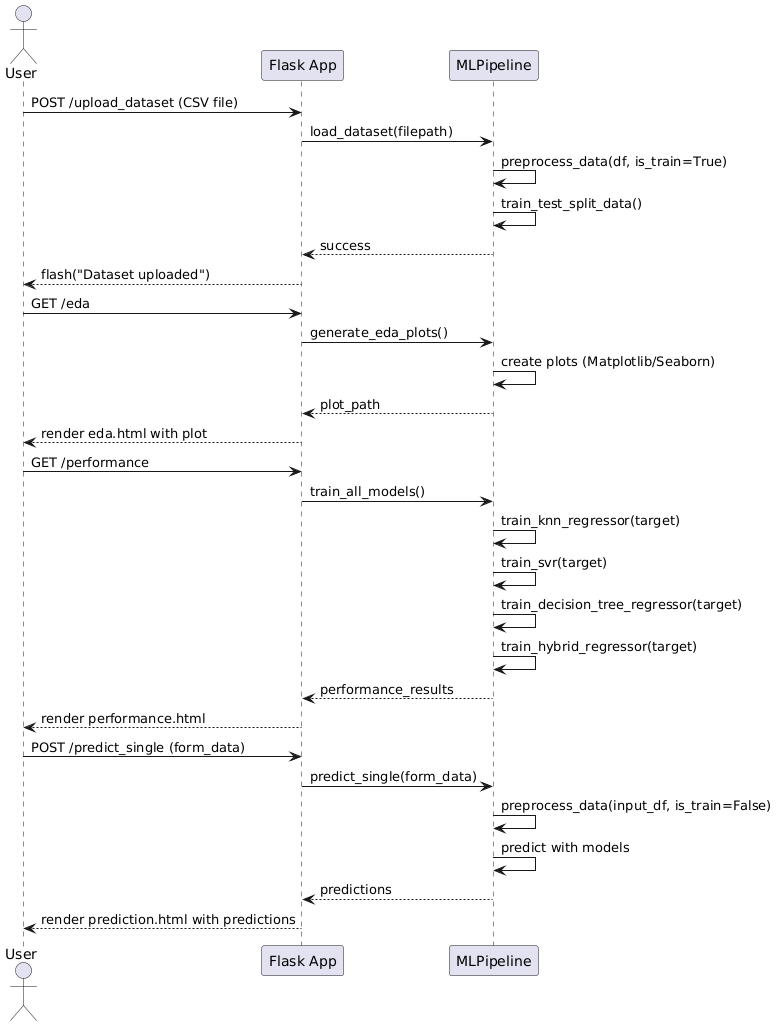 User
Flask App
MLPipeline
POST /upload_dataset (CSV file)
load_dataset(filepath)
preprocess_data(df, is_train=True)
train_test_split_data()
success
flash("Dataset uploaded")
GET /eda
generate_eda_plots()
create plots (Matplotlib/Seaborn)
plot_path
render eda.html with plot
GET /performance
train_all_models()
train_knn_regressor(target)
train_svr(target)
train_decision_tree_regressor(target)
train_hybrid_regressor(target)
performance_results
render performance.html
POST /predict_single (form_data)
predict_single(form_data)
preprocess_data(input_df, is_train=False)
predict with models
predictions
render prediction.html with predictions
User
Flask App
MLPipeline